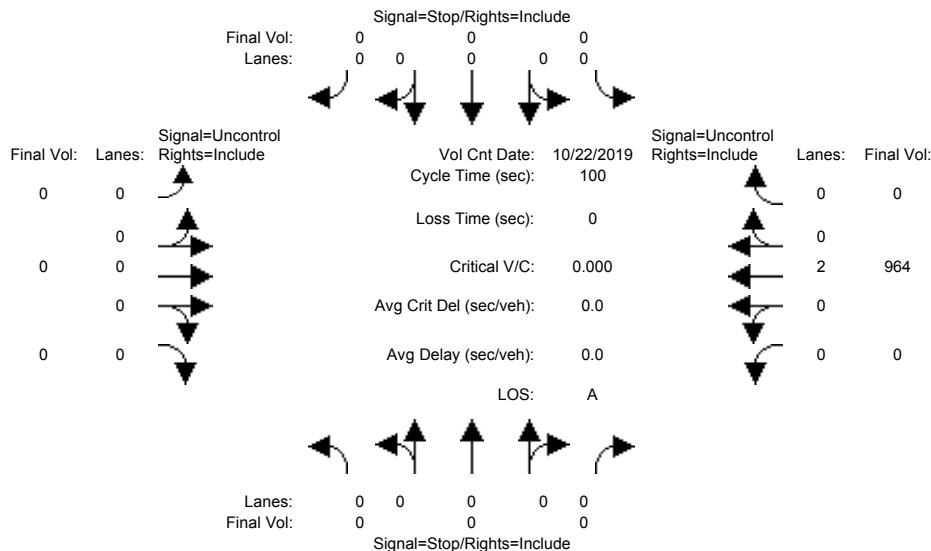 Signal=Stop/Rights=Include
Final Vol: 0 0 0
Lanes: 0 0 0 0 0
Signal=Uncontrol
Final Vol: Lanes: Rights=Include
Vol Cnt Date: 10/22/2019
Signal=Uncontrol
Rights=Include Lanes: Final Vol:
Cycle Time (sec): 100
0 0
0 0
Loss Time (sec): 0
0
0
0 0
Critical V/C: 0.000
2 964
0
Avg Crit Del (sec/veh): 0.0
0
0 0
Avg Delay (sec/veh): 0.0
0 0
LOS: A
Lanes: 0 0 0 0 0
Final Vol: 0 0 0
Signal=Stop/Rights=Include